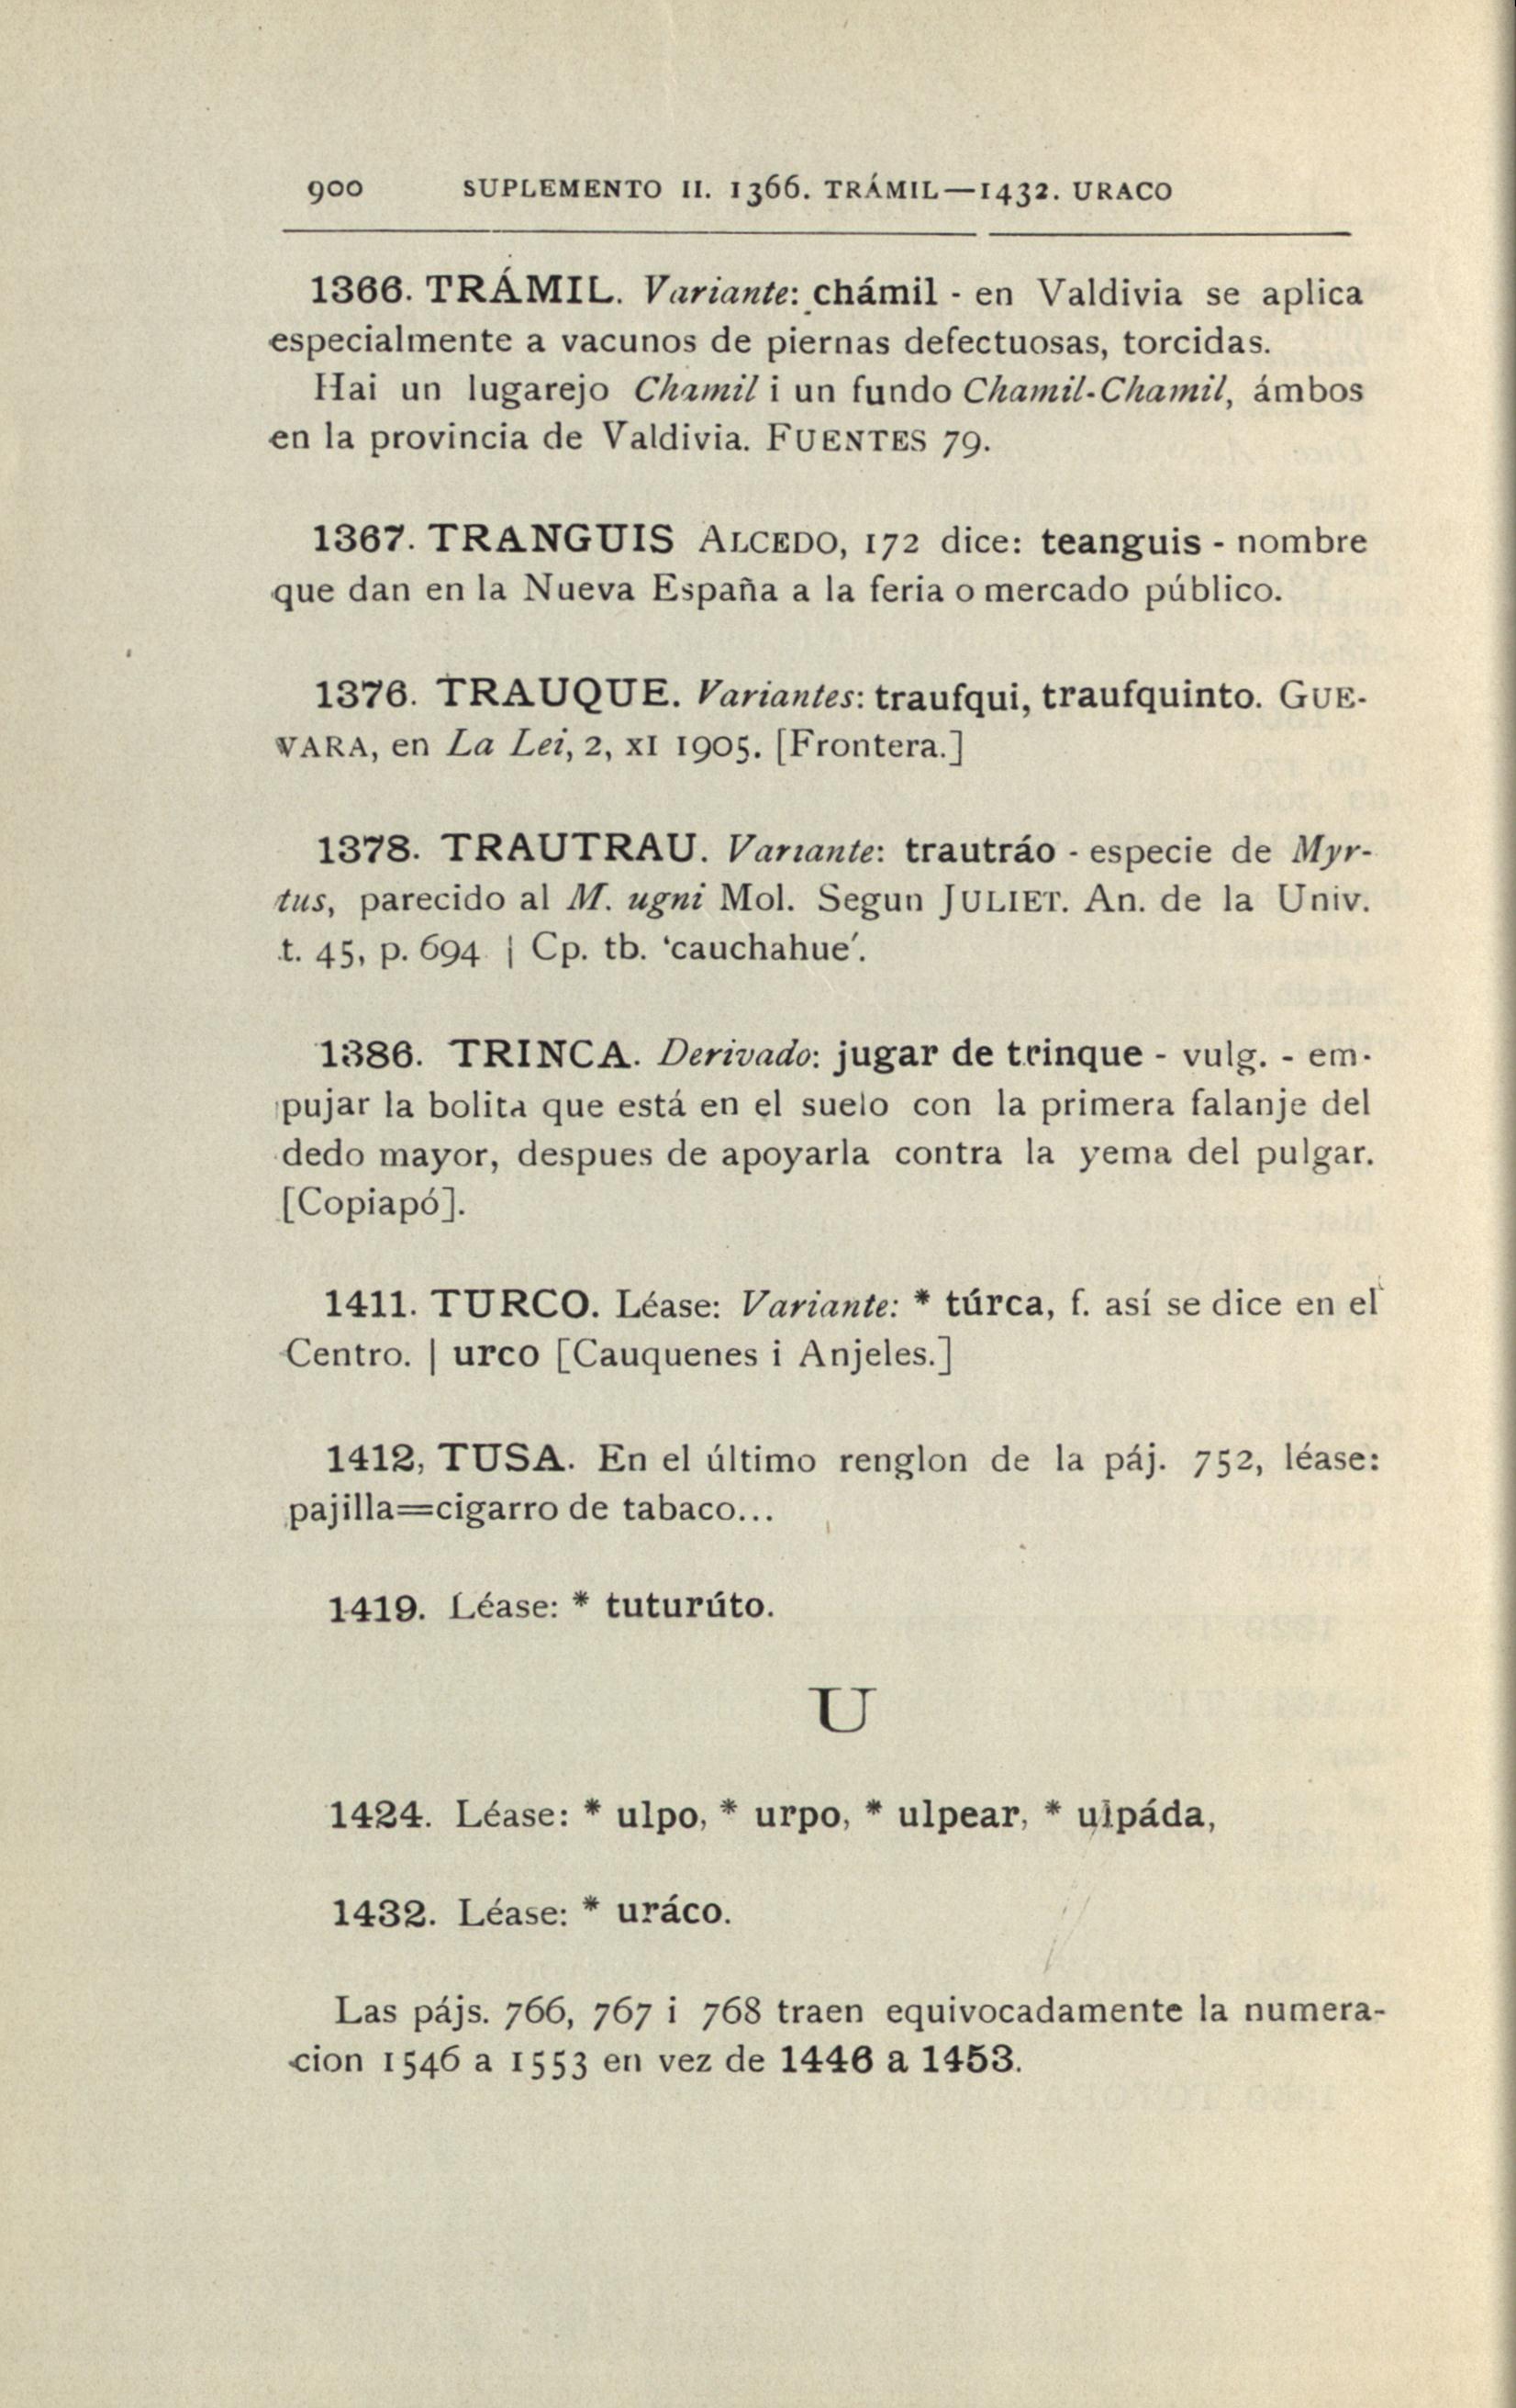 900 SUPLEMENTO II. 1366. TRÁMIL—1432. URACO
1366. TRÁMIL. Variante: chámil - en Valdivia se aplica
especialmente a vacunos de piernas defectuosas, torcidas.
Hai un lugarejo Chamil i un fundo Chamil-Chamil, ámbos
en la provincia de Valdivia. FUENTES 79.
1367. TRANGUIS ALCEDO, 172 dice: teanguis - nombre
que dan en la Nueva España a la feria o mercado público.
1376. TRAUQUE. Variantes: traufqui, traufquinto. GUE-
VARA, en La Lei, 2, XI 1905. [Frontera.]
1378. TRAUTRAU. Variante: trautráo - especie de Myr-
tus, parecido al M. ugni Mol. Segun JULIET. An. de la Univ.
t. 45, p. 694. | Cp. tb. ‘cauchahue’.
1386. TRINCA. Derivado: jugar de trinque - vulg. - em-
pujar la bolita que está en el suelo con la primera falanje del
dedo mayor, despues de apoyarla contra la yema del pulgar.
[Copiapó].
1411. TURCO. Léase: Variante: * túrca, f. así se dice en el
Centro. | urco [Cauquenes i Anjeles.]
1412, TUSA. En el último renglon de la páj. 752, léase:
pajilla=cigarro de tabaco...
1419. Léase: * tuturúto.
U
1424. Léase: * ulpo, * urpo, * ulpear, * ulpáda,
1432. Léase: * uráco.
Las pájs. 766, 767 i 768 traen equivocadamente la numera-
cion 1546 a 1553 en vez de 1446 a 1453.